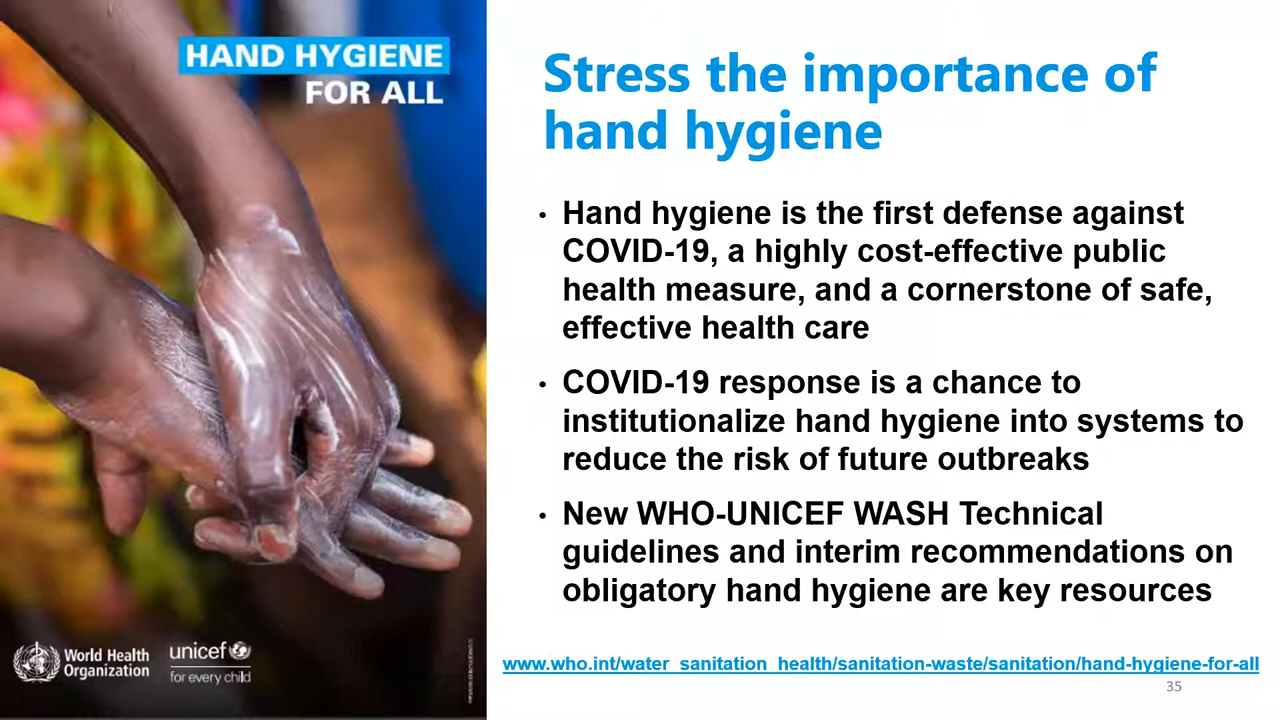 HAND HYGIENE
FOR ALL
World Health
Organization
unicef
for every child
Stress the importance of
hand hygiene
• Hand hygiene is the first defense against
COVID-19, a highly cost-effective public
health measure, and a cornerstone of safe,
effective health care
• COVID-19 response is a chance to
institutionalize hand hygiene into systems to
reduce the risk of future outbreaks
• New WHO-UNICEF WASH Technical
guidelines and interim recommendations on
obligatory hand hygiene are key resources
www.who.int/water_sanitation_health/sanitation-waste/sanitation/hand-hygiene-for-all
35